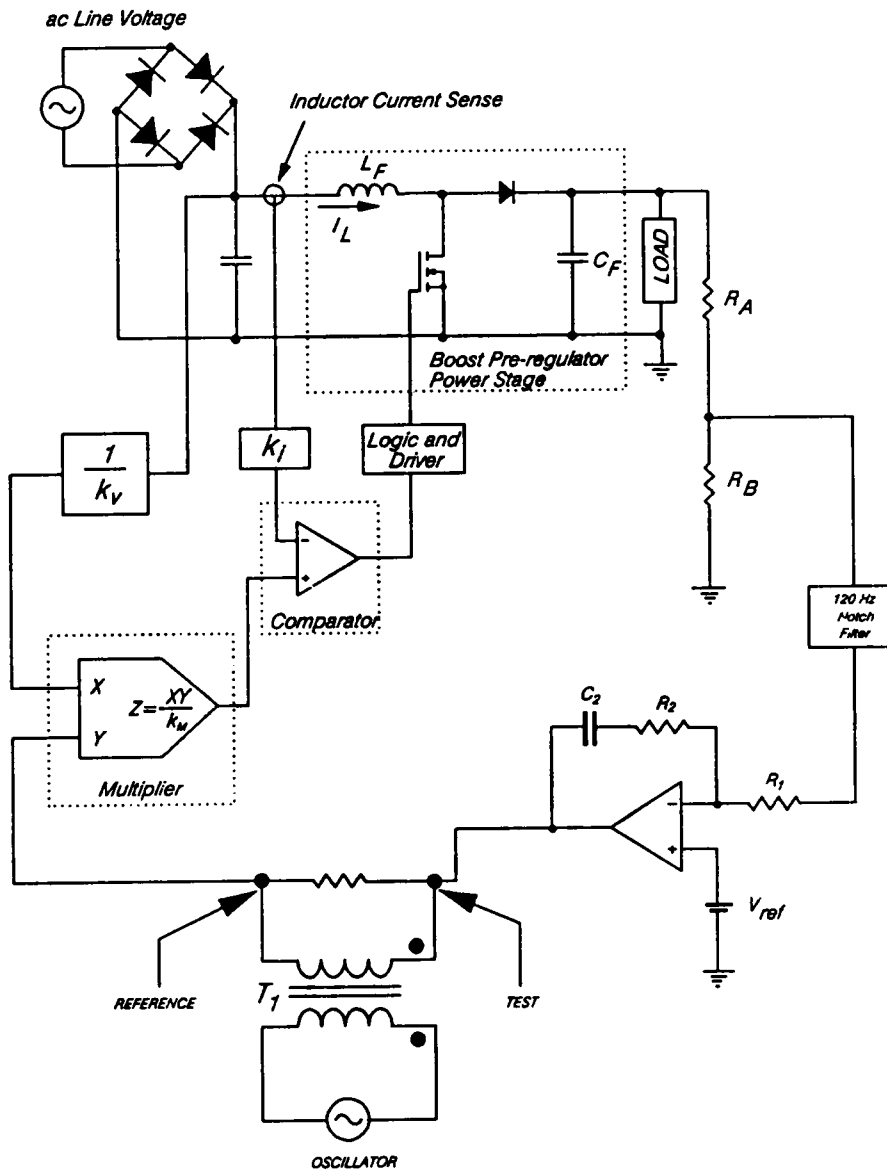 ac Line Voltage
Inductor Current Sense
L_F
I_L
C_F
LOAD
R_A
Boost Pre-regulator
Power Stage
1
k_v
k_i
Logic and
Driver
R_B
-
+
Comparator
120 Hz
Notch
Filter
X
Y
Z=XY/k_M
Multiplier
C_2
R_2
R_1
-
+
V_ref
REFERENCE
T_1
TEST
OSCILLATOR